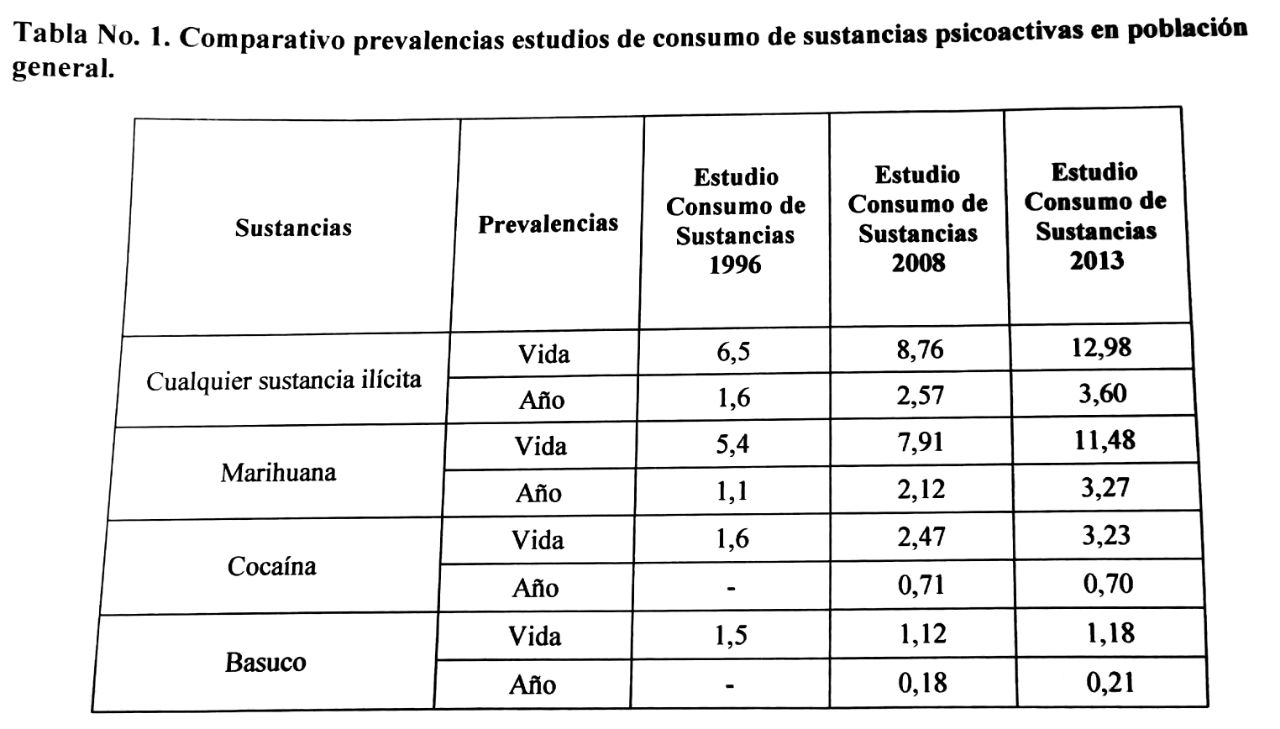 Tabla No. 1. Comparativo prevalencias estudios de consumo de sustancias psicoactivas en población
general.
Sustancias
Prevalencias
Estudio
Consumo de
Sustancias
1996
Estudio
Consumo de
Sustancias
2008
Estudio
Consumo de
Sustancias
2013
Cualquier sustancia ilícita
Vida 6,5 8,76 12,98
Año 1,6 2,57 3,60
Marihuana
Vida 5,4 7,91 11,48
Año 1,1 2,12 3,27
Cocaína
Vida 1,6 2,47 3,23
Año - 0,71 0,70
Basuco
Vida 1,5 1,12 1,18
Año - 0,18 0,21